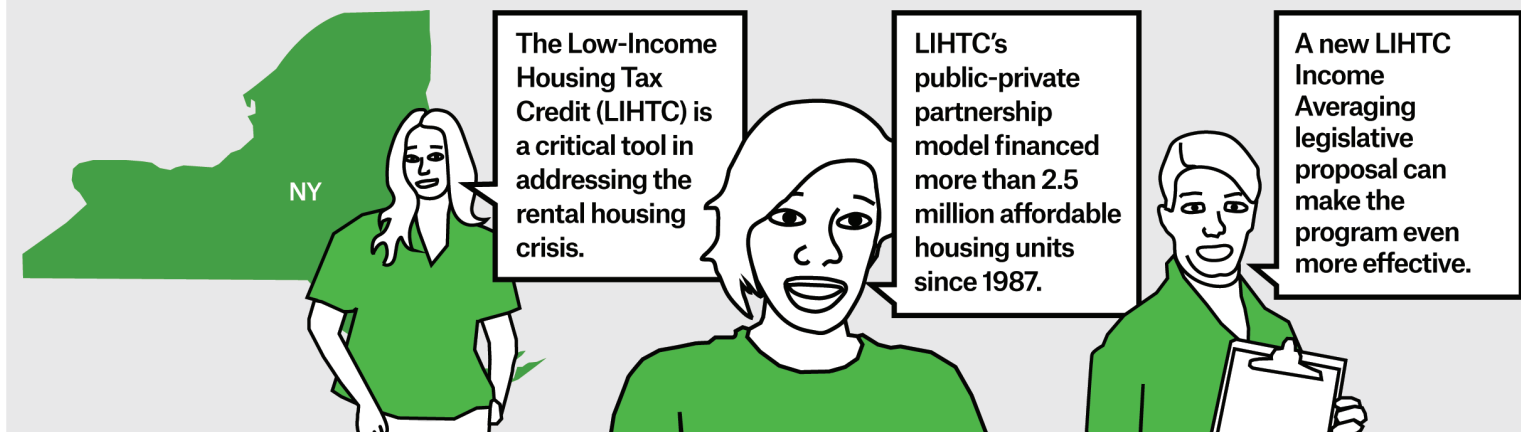 NY
The Low-Income
Housing Tax
Credit (LIHTC) is
a critical tool in
addressing the
rental housing
crisis.
LIHTC’s
public-private
partnership
model financed
more than 2.5
million affordable
housing units
since 1987.
A new LIHTC
Income
Averaging
legislative
proposal can
make the
program even
more effective.